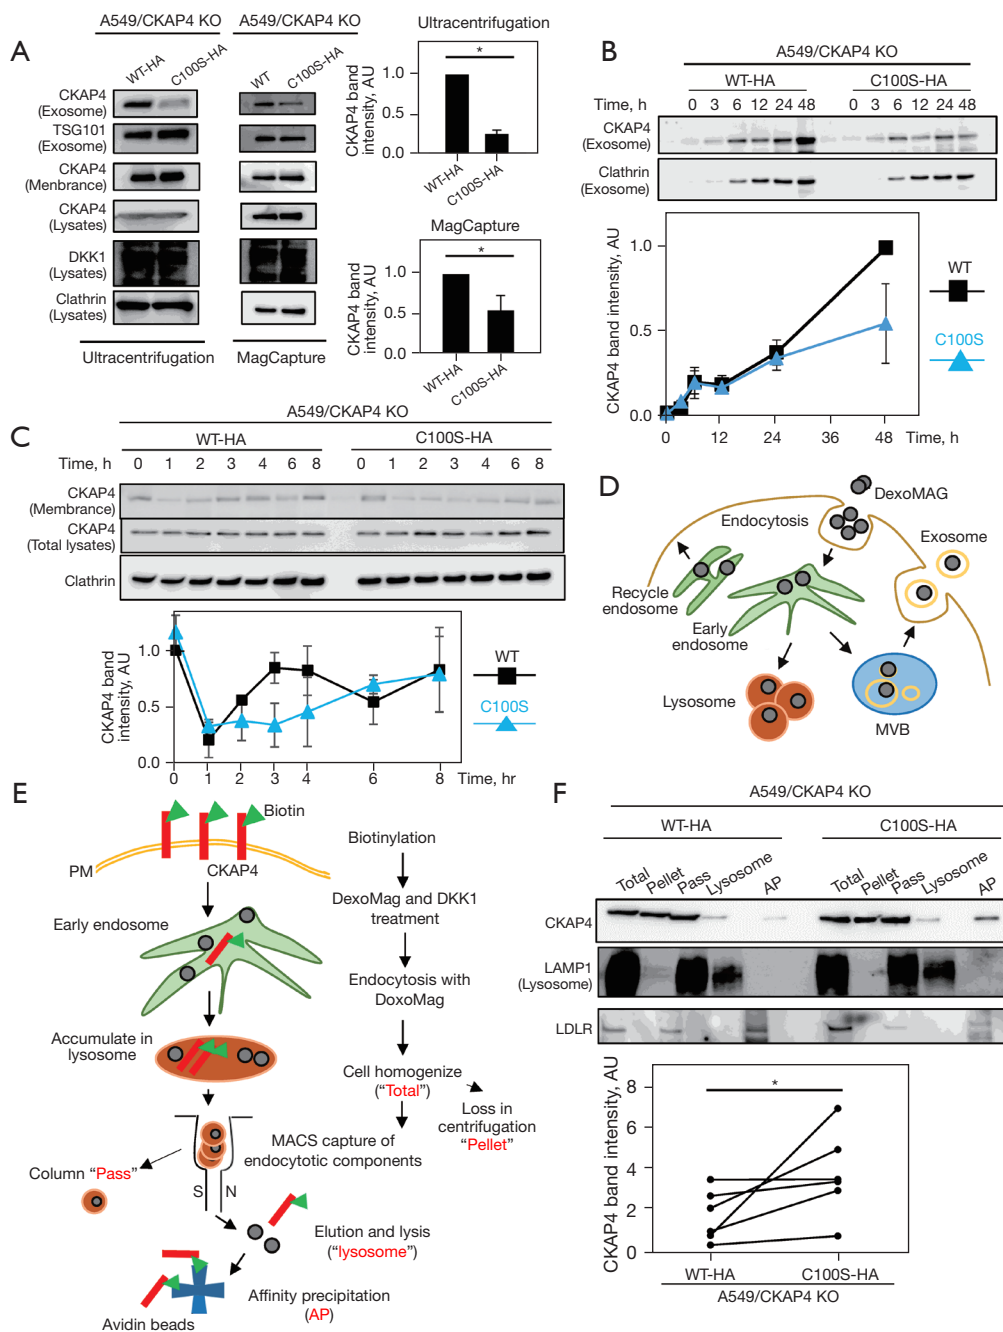 A
A549/CKAP4 KO
A549/CKAP4 KO
WT-HA
C100S-HA
WT
C100S-HA
CKAP4
(Exosome)
TSG101
(Exosome)
CKAP4
(Menbrance)
CKAP4
(Lysates)
DKK1
(Lysates)
Clathrin
(Lysates)
Ultracentrifugation
MagCapture
Ultracentrifugation
*
CKAP4 band
intensity, AU
1.0
0.5
0.0
WT-HA
C100S-HA
MagCapture
*
CKAP4 band
intensity, AU
1.0
0.5
0.0
WT-HA
C100S-HA
B
A549/CKAP4 KO
WT-HA
C100S-HA
Time, h 0 3 6 12 24 48 0 3 6 12 24 48
CKAP4
(Exosome)
Clathrin
(Exosome)
CKAP4 band intensity, AU
1.0
0.5
0.0
0 12 24 36 48 Time, h
WT
C100S
C
A549/CKAP4 KO
WT-HA
C100S-HA
Time, h 0 1 2 3 4 6 8 0 1 2 3 4 6 8
CKAP4
(Membrance)
CKAP4
(Total lysates)
Clathrin
CKAP4 band
intensity, AU
1.0
0.5
0.0
0 1 2 3 4 6 8 Time, hr
WT
C100S
D
DexoMAG
Endocytosis
Exosome
Recycle
endosome
Early
endosome
Lysosome
MVB
E
Biotin
PM
CKAP4
Early endosome
Accumulate in
lysosome
Column “Pass”
S N
Avidin beads
Biotinylation
DexoMag and DKK1
treatment
Endocytosis with
DoxoMag
Cell homogenize
(“Total”)
Loss in
centrifugation
“Pellet”
MACS capture of
endocytotic components
Elution and lysis
(“lysosome”)
Affinity precipitation
(AP)
F
A549/CKAP4 KO
WT-HA
C100S-HA
Total Pellet Pass Lysosome AP Total Pellet Pass Lysosome AP
CKAP4
LAMP1
(Lysosome)
LDLR
CKAP4 band intensity, AU
8
6
4
2
0
*
WT-HA
C100S-HA
A549/CKAP4 KO